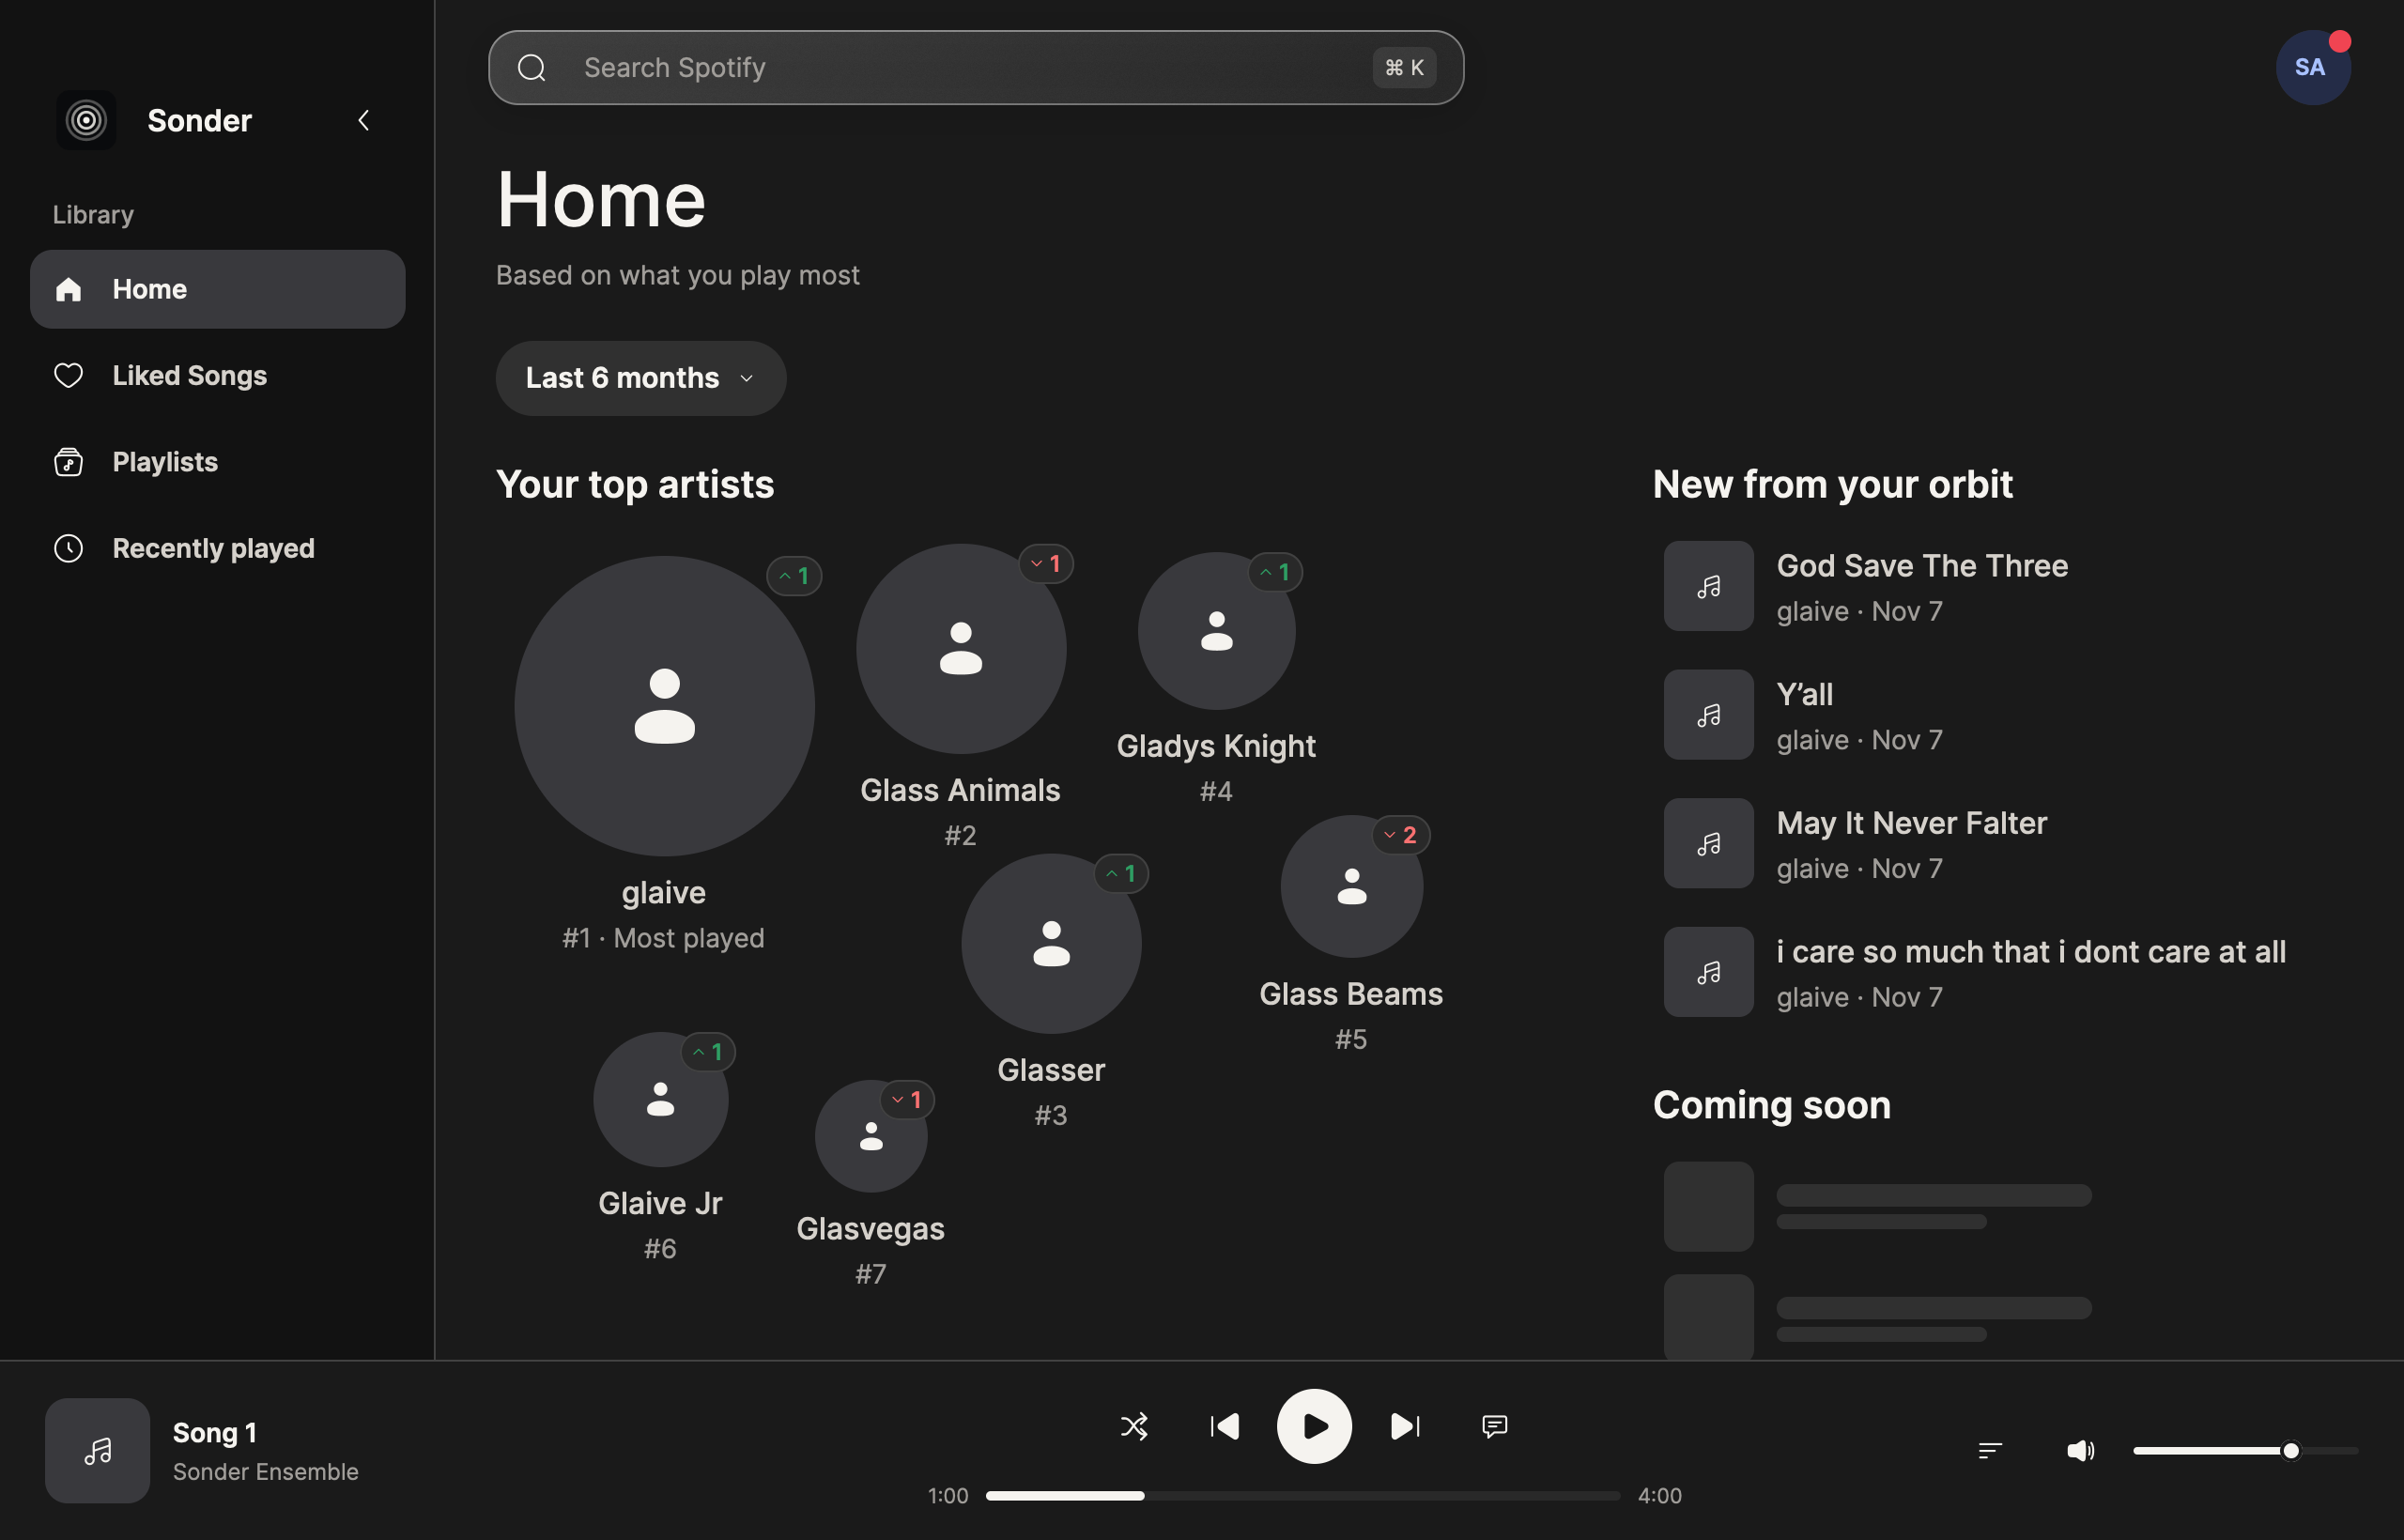 Sonder
Library
Home
Liked Songs
Playlists
Recently played
Search Spotify
⌘ K
SA
Home
Based on what you play most
Last 6 months
Your top artists
1
glaive
#1 · Most played
1
Glass Animals
#2
1
Gladys Knight
#4
1
Glasser
#3
2
Glass Beams
#5
1
Glaive Jr
#6
1
Glasvegas
#7
New from your orbit
God Save The Three
glaive · Nov 7
Y’all
glaive · Nov 7
May It Never Falter
glaive · Nov 7
i care so much that i dont care at all
glaive · Nov 7
Coming soon
Song 1
Sonder Ensemble
1:00
4:00